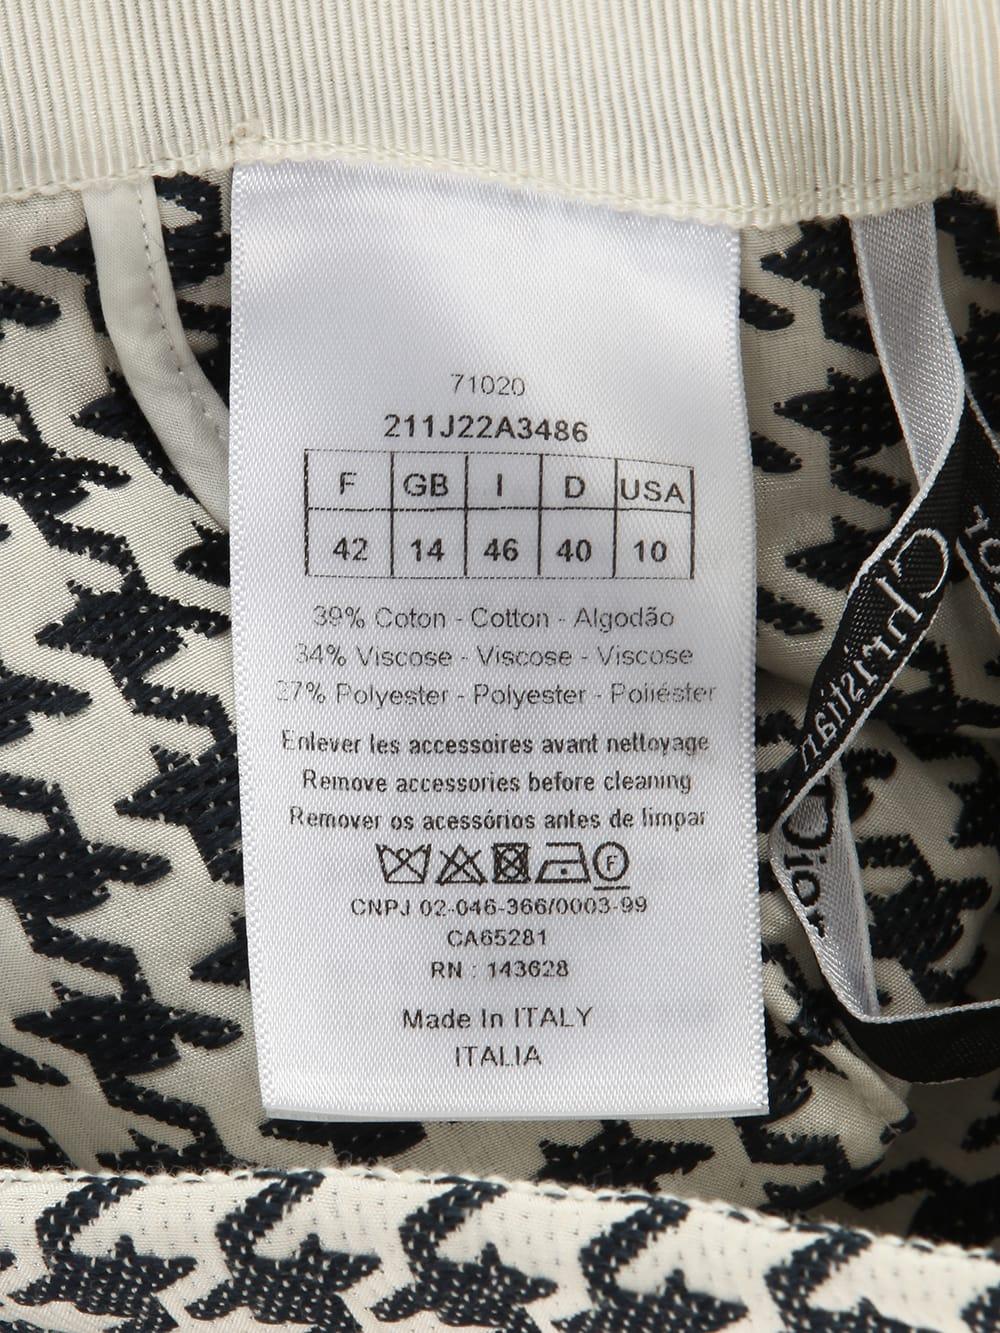 71020
211J22A3486
F GB I D USA
42 14 46 40 10
39% Coton - Cotton - Algodão
34% Viscose - Viscose - Viscose
27% Polyester - Polyester - Poliéster
Enlever les accessoires avant nettoyage
Remove accessories before cleaning
Remover os acessórios antes de limpar
F
CNPJ 02-046-366/0003-99
CA65281
RN : 143628
Made In ITALY
ITALIA
Christian
Dior